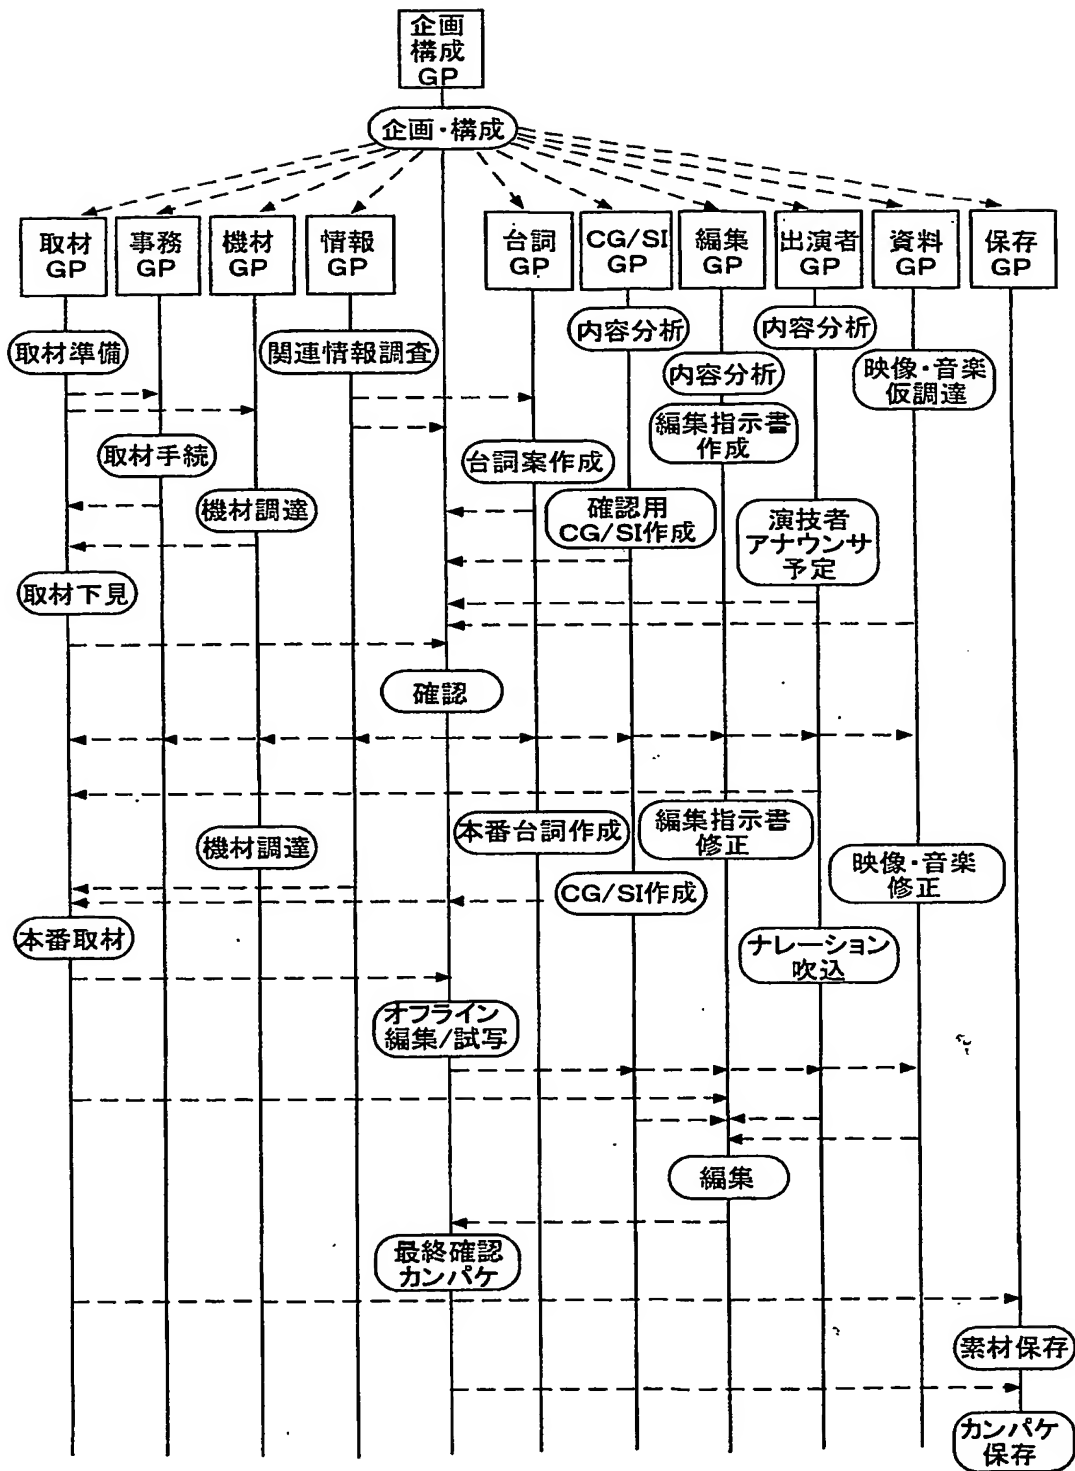 企画
構成
GP
企画・構成
取材
GP
事務
GP
機材
GP
情報
GP
台詞
GP
CG/SI
GP
編集
GP
出演者
GP
資料
GP
保存
GP
取材準備
関連情報調査
内容分析
内容分析
内容分析
映像・音楽
仮調達
編集指示書
作成
取材手続
台詞案作成
機材調達
確認用
CG/SI作成
演技者
アナウンサ
予定
取材下見
確認
機材調達
本番台詞作成
編集指示書
修正
映像・音楽
修正
CG/SI作成
本番取材
ナレーション
吹込
オフライン
編集/試写
編集
最終確認
カンパケ
素材保存
カンパケ
保存